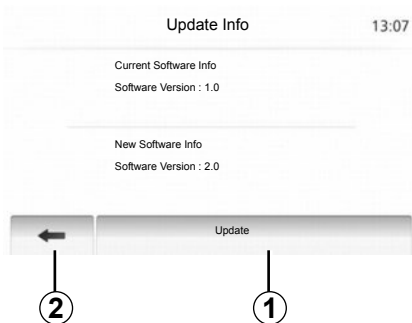 Update Info 13:07
Current Software Info
Software Version : 1.0
New Software Info
Software Version : 2.0
Update
2 1